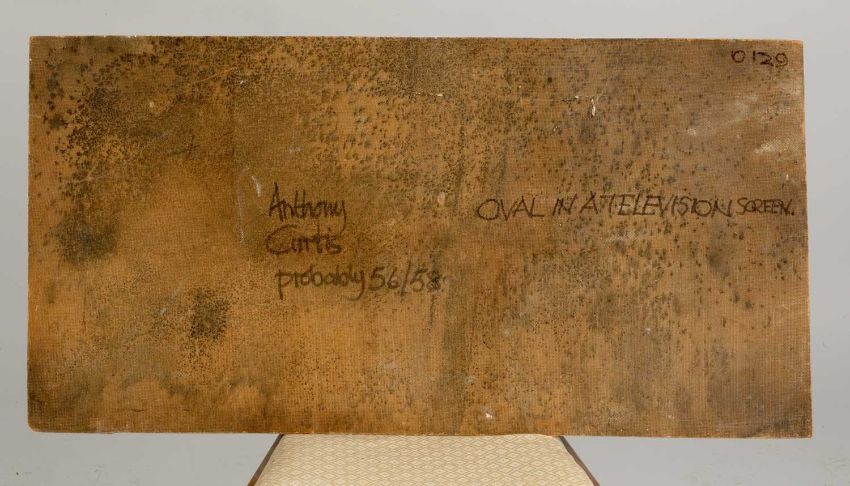 0129
Anthony
Curtis
probably 56/58
OVAL IN A TELEVISION SCREEN.